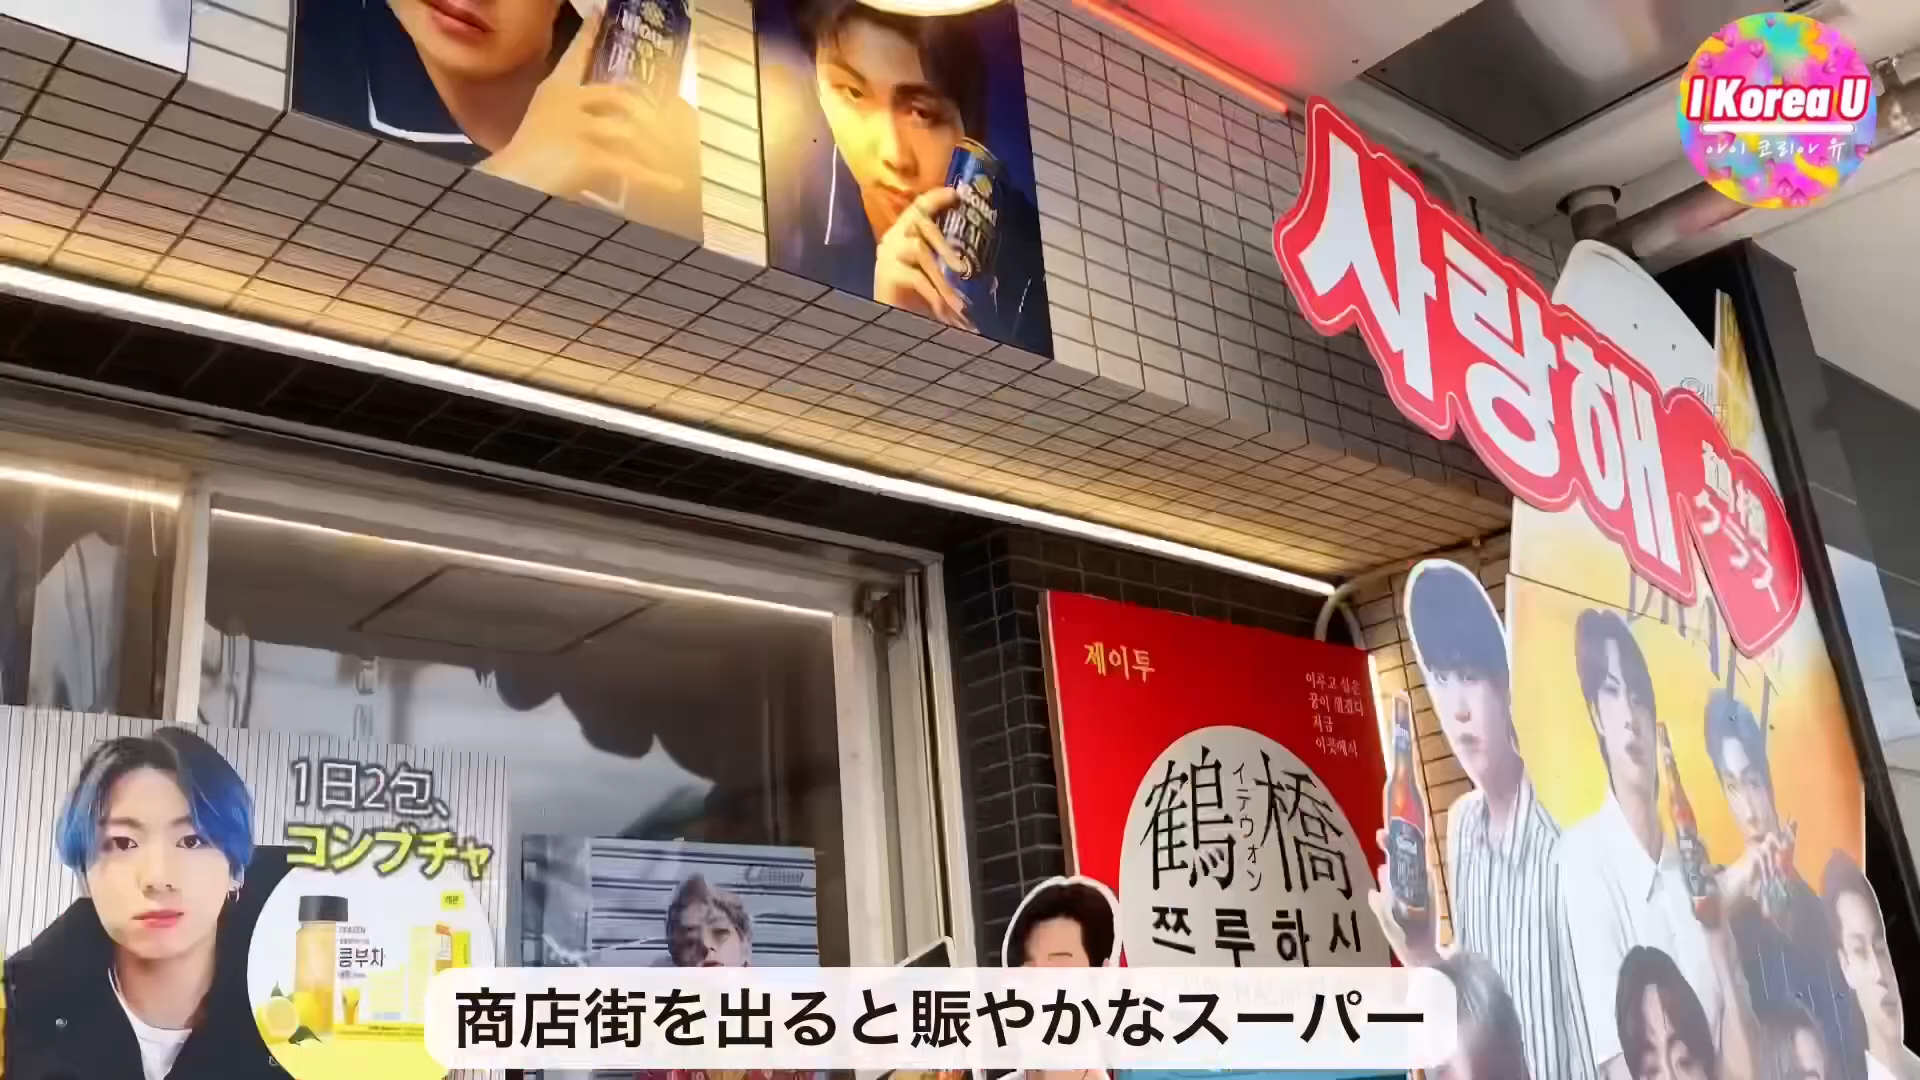 I Korea U
아이 코리아 유
사랑해
제이투
이루고 싶은
꿈이 생겼다
지금
이곳에서
鶴橋
イテウオン
쯔루하시
1日2包、
コンブチャ
콤부차
商店街を出ると賑やかなスーパー